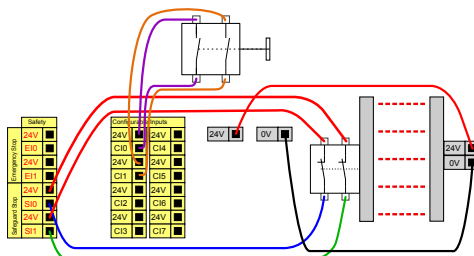 Safety
Emergency Stop
24V
EI0
24V
EI1
Safeguard Stop
24V
SI0
24V
SI1
Configurable Inputs
24V 24V
CI0 CI4
24V 24V
CI1 CI5
24V 24V
CI2 CI6
24V 24V
CI3 CI7
24V 0V
24V
0V